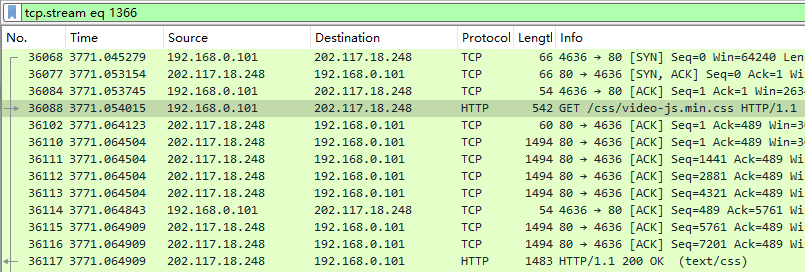 tcp.stream eq 1366
No. Time Source Destination Protocol Lengtl Info
36068 3771.045279 192.168.0.101 202.117.18.248 TCP 66 4636 → 80 [SYN] Seq=0 Win=64240 Len
36077 3771.053154 202.117.18.248 192.168.0.101 TCP 66 80 → 4636 [SYN, ACK] Seq=0 Ack=1 Wi
36084 3771.053745 192.168.0.101 202.117.18.248 TCP 54 4636 → 80 [ACK] Seq=1 Ack=1 Win=2634
36088 3771.054015 192.168.0.101 202.117.18.248 HTTP 542 GET /css/video-js.min.css HTTP/1.1
36102 3771.064123 202.117.18.248 192.168.0.101 TCP 60 80 → 4636 [ACK] Seq=1 Ack=489 Win=30
36110 3771.064504 202.117.18.248 192.168.0.101 TCP 1494 80 → 4636 [ACK] Seq=1 Ack=489 Win=30
36111 3771.064504 202.117.18.248 192.168.0.101 TCP 1494 80 → 4636 [ACK] Seq=1441 Ack=489 Wi
36112 3771.064504 202.117.18.248 192.168.0.101 TCP 1494 80 → 4636 [ACK] Seq=2881 Ack=489 Wi
36113 3771.064504 202.117.18.248 192.168.0.101 TCP 1494 80 → 4636 [ACK] Seq=4321 Ack=489 Wi
36114 3771.064843 192.168.0.101 202.117.18.248 TCP 54 4636 → 80 [ACK] Seq=489 Ack=5761 Wi
36115 3771.064909 202.117.18.248 192.168.0.101 TCP 1494 80 → 4636 [ACK] Seq=5761 Ack=489 Wi
36116 3771.064909 202.117.18.248 192.168.0.101 TCP 1494 80 → 4636 [ACK] Seq=7201 Ack=489 Wi
36117 3771.064909 202.117.18.248 192.168.0.101 HTTP 1483 HTTP/1.1 200 OK (text/css)